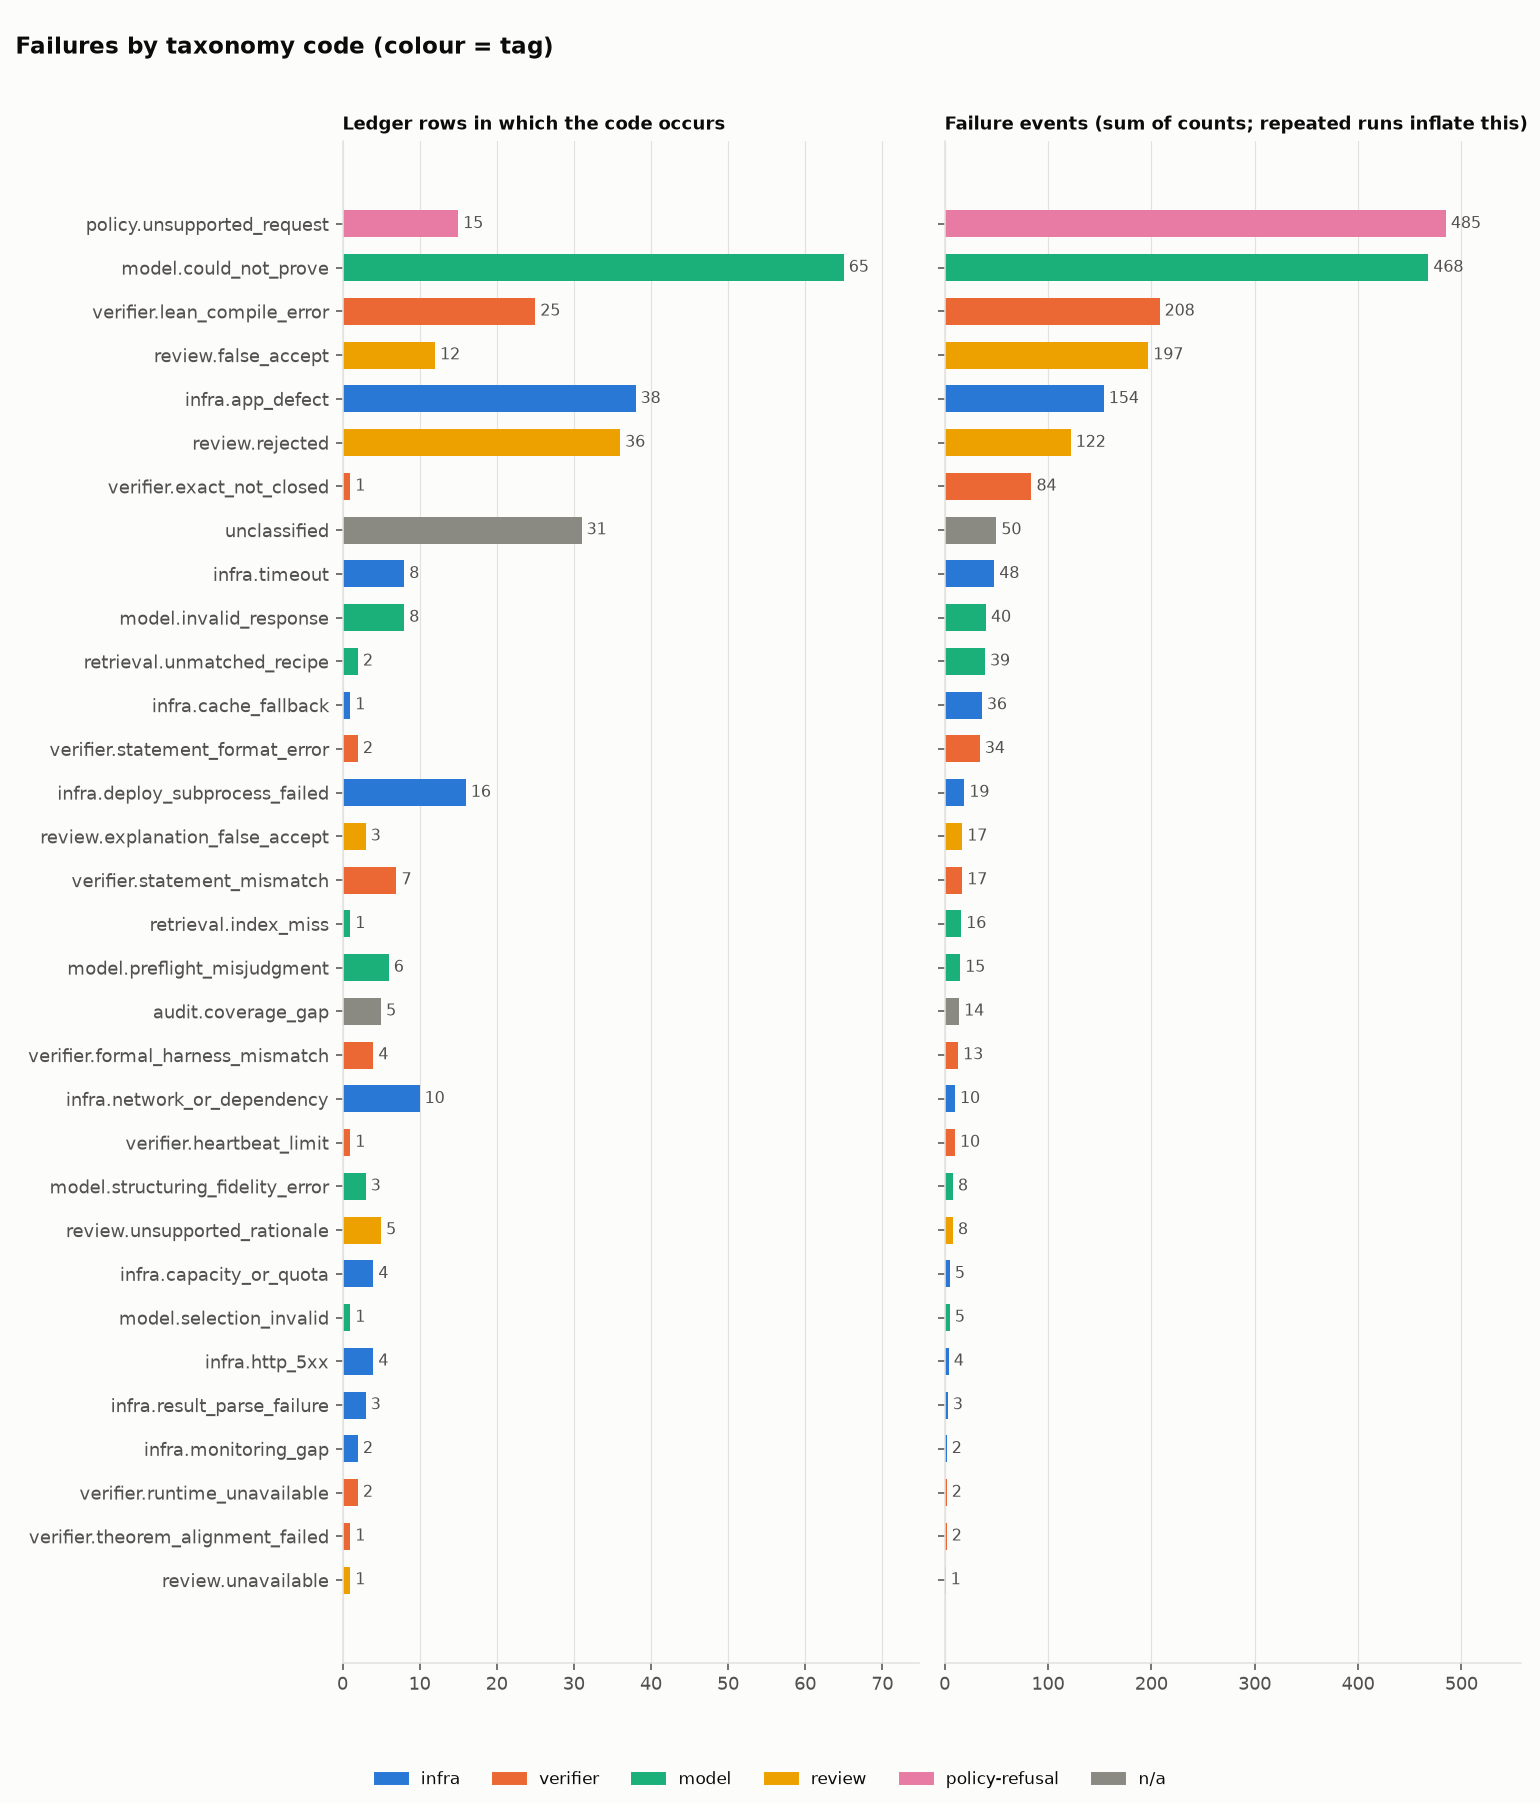 Failures by taxonomy code (colour = tag)
Ledger rows in which the code occurs
Failure events (sum of counts; repeated runs inflate this)
policy.unsupported_request 15 485
model.could_not_prove 65 468
verifier.lean_compile_error 25 208
review.false_accept 12 197
infra.app_defect 38 154
review.rejected 36 122
verifier.exact_not_closed 1 84
unclassified 31 50
infra.timeout 8 48
model.invalid_response 8 40
retrieval.unmatched_recipe 2 39
infra.cache_fallback 1 36
verifier.statement_format_error 2 34
infra.deploy_subprocess_failed 16 19
review.explanation_false_accept 3 17
verifier.statement_mismatch 7 17
retrieval.index_miss 1 16
model.preflight_misjudgment 6 15
audit.coverage_gap 5 14
verifier.formal_harness_mismatch 4 13
infra.network_or_dependency 10 10
verifier.heartbeat_limit 1 10
model.structuring_fidelity_error 3 8
review.unsupported_rationale 5 8
infra.capacity_or_quota 4 5
model.selection_invalid 1 5
infra.http_5xx 4 4
infra.result_parse_failure 3 3
infra.monitoring_gap 2 2
verifier.runtime_unavailable 2 2
verifier.theorem_alignment_failed 1 2
review.unavailable 1 1
0 10 20 30 40 50 60 70
0 100 200 300 400 500
infra verifier model review policy-refusal n/a